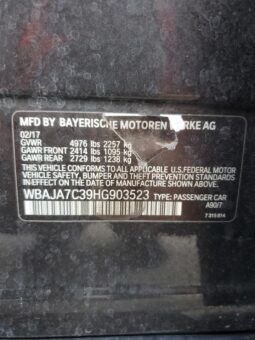 MFD BY BAYERISCHE MOTOREN WERKE AG
02/17
GVWR 4976 lbs 2257 kg
GAWR FRONT 2414 lbs 1095 kg
GAWR REAR 2729 lbs 1238 kg
THIS VEHICLE CONFORMS TO ALL APPLICABLE U.S.FEDERAL MOTOR
VEHICLE SAFETY, BUMPER AND THEFT PREVENTION STANDARDS IN
EFFECT ON THE DATE OF MANUFACTURE SHOWN ABOVE.
WBAJA7C39HG903523 TYPE: PASSENGER CAR
A90/7